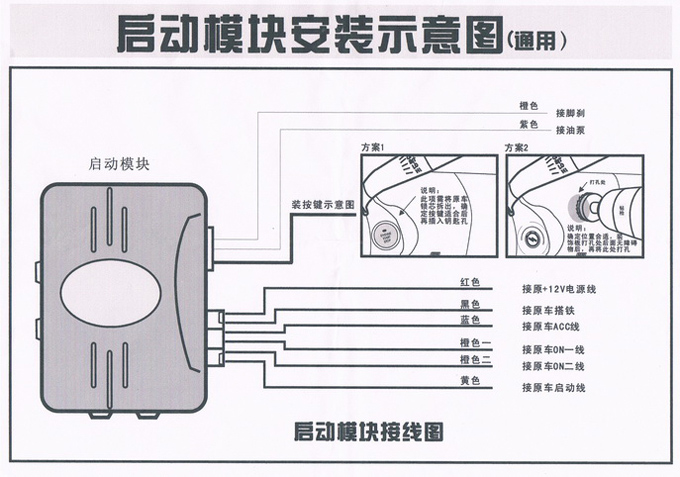 启动模块安装示意图(通用)
橙色 接脚刹
紫色 接油泵
方案1
方案2
启动模块
装按键示意图
说明:
此项需将原车
锁芯拆出,确
定按键适合后
再插入钥匙孔
打孔处
说明:
确定位置合适,装
饰板打孔处后面无障碍
物后,再将此处打孔
红色 接原+12V电源线
黑色 接原车搭铁
蓝色 接原车ACC线
橙色一 接原车ON一线
橙色二 接原车ON二线
黄色 接原车启动线
启动模块接线图